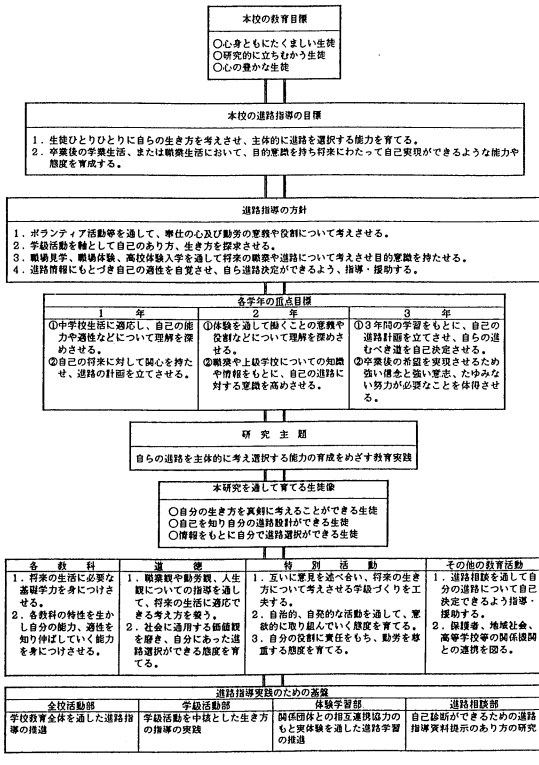 本校の教育目標
○心身ともにたくましい生徒
○研究的に立ちむかう生徒
○心の豊かな生徒
本校の進路指導の目標
1．生徒ひとりひとりに自らの生き方を考えさせ、主体的に進路を選択する能力を育てる。
2．卒業後の学業生活、または職業生活において、目的意識を持ち将来にわたって自己実現ができるような能力や
態度を育成する。
進路指導の方針
1．ボランティア活動等を通して、奉仕の心及び勤労の意義や役割について考えさせる。
2．学級活動を軸として自己のあり方、生き方を探求させる。
3．職場見学、職場体験、高校体験入学を通して将来の職業や進路について考えさせ目的意識を持たせる。
4．進路情報にもとづき自己の適性を自覚させ、自ら進路決定ができるよう、指導・援助する。
各学年の重点目標
1年
①中学校生活に適応し、自己の能
力や適性などについて理解を深
めさせる。
②自己の将来に対して関心を持た
せ、進路の計画を立てさせる。
2年
①体験を通して働くことの意義や
役割などについて理解を深めさ
せる。
②職業や上級学校についての知識
や情報をもとに、自己の進路に
対する意識を高めさせる。
3年
①3年間の学習をもとに、自己の
進路計画を立てさせ、自らの進
むべき道を自己決定させる。
②卒業後の希望を実現させるため
強い信念と強い意志、たゆみな
い努力が必要なことを体得させ
る。
研究主題
自らの進路を主体的に考え選択する能力の育成をめざす教育実践
本研究を通して育てる生徒像
○自分の生き方を真剣に考えることができる生徒
○自己を知り自分の進路設計ができる生徒
○情報をもとに自分で進路選択ができる生徒
各教科
1．将来の生活に必要な
基礎学力を身につけさ
せる。
2．各教科の特性を生か
し自分の能力、適性を
知り伸ばしていく能力
を身につけさせる。
道徳
1．職業観や勤労観、人生
観についての指導を通し
て、将来の生活に適応で
きる考え方を養う。
2．社会に通用する価値観
を磨き、自分にあった進
路選択ができる態度を育
てる。
特別活動
1．互いに意見を述べ合い、将来の生き
方について考えさせる学級づくりを工
夫する。
2．自治的、自発的な活動を通して、意
欲的に取り組んでいく態度を育てる。
3．自分の役割に責任をもち、勤労を尊
重する態度を育てる。
その他の教育活動
1．進路相談を通して自
分の進路について自己
決定できるよう指導・
援助する。
2．保護者、地域社会、
高等学校等の関係機関
との連携を図る。
進路指導実践のための基盤
全校活動部
学校教育全体を通した進路指
導の推進
学級活動部
学級活動を中核とした生き方
の指導の実践
体験学習部
関係団体との相互連携協力の
もと実体験を通した進路学習
の推進
進路相談部
自己診断ができるための進路
指導資料提示のあり方の研究